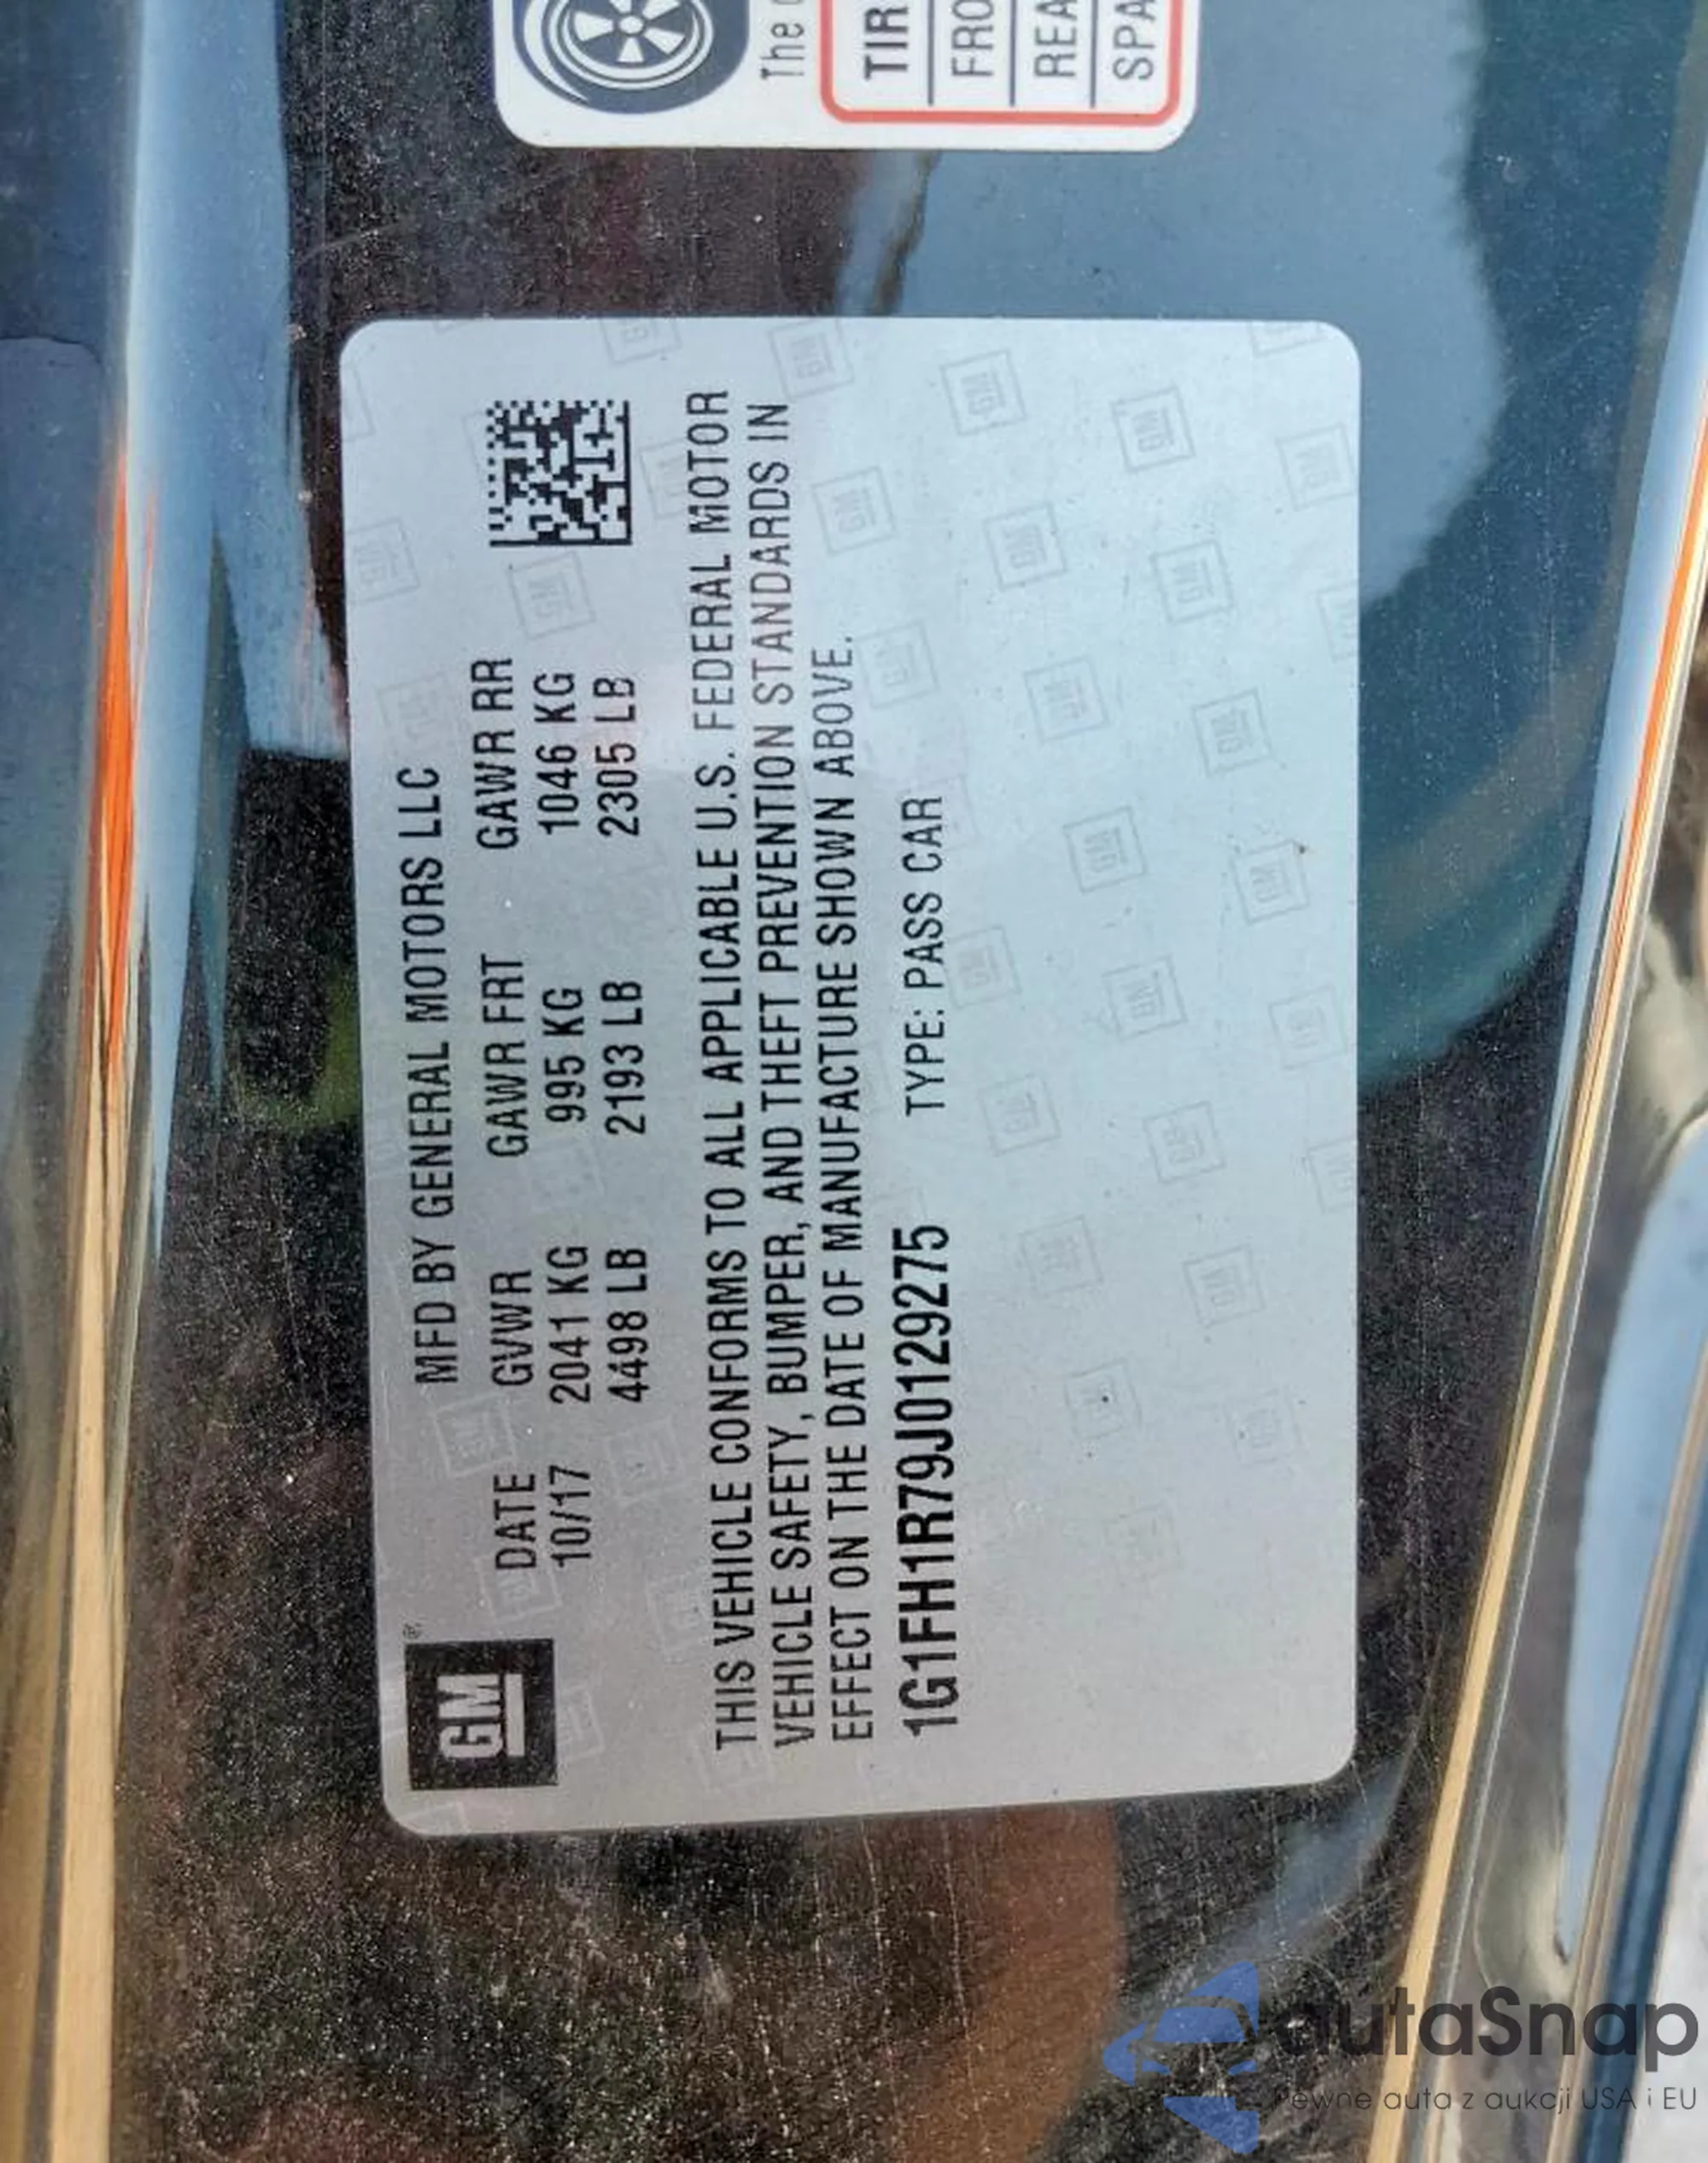 The
TIR
FRO
REA
SPA
GM®
MFD BY GENERAL MOTORS LLC
DATE GVWR GAWR FRT GAWR RR
10/17 2041 KG 995 KG 1046 KG
4498 LB 2193 LB 2305 LB
THIS VEHICLE CONFORMS TO ALL APPLICABLE U.S. FEDERAL MOTOR
VEHICLE SAFETY, BUMPER, AND THEFT PREVENTION STANDARDS IN
EFFECT ON THE DATE OF MANUFACTURE SHOWN ABOVE.
1G1FH1R79J0129275 TYPE: PASS CAR
autaSnap
Pewne auta z aukcji USA i EU